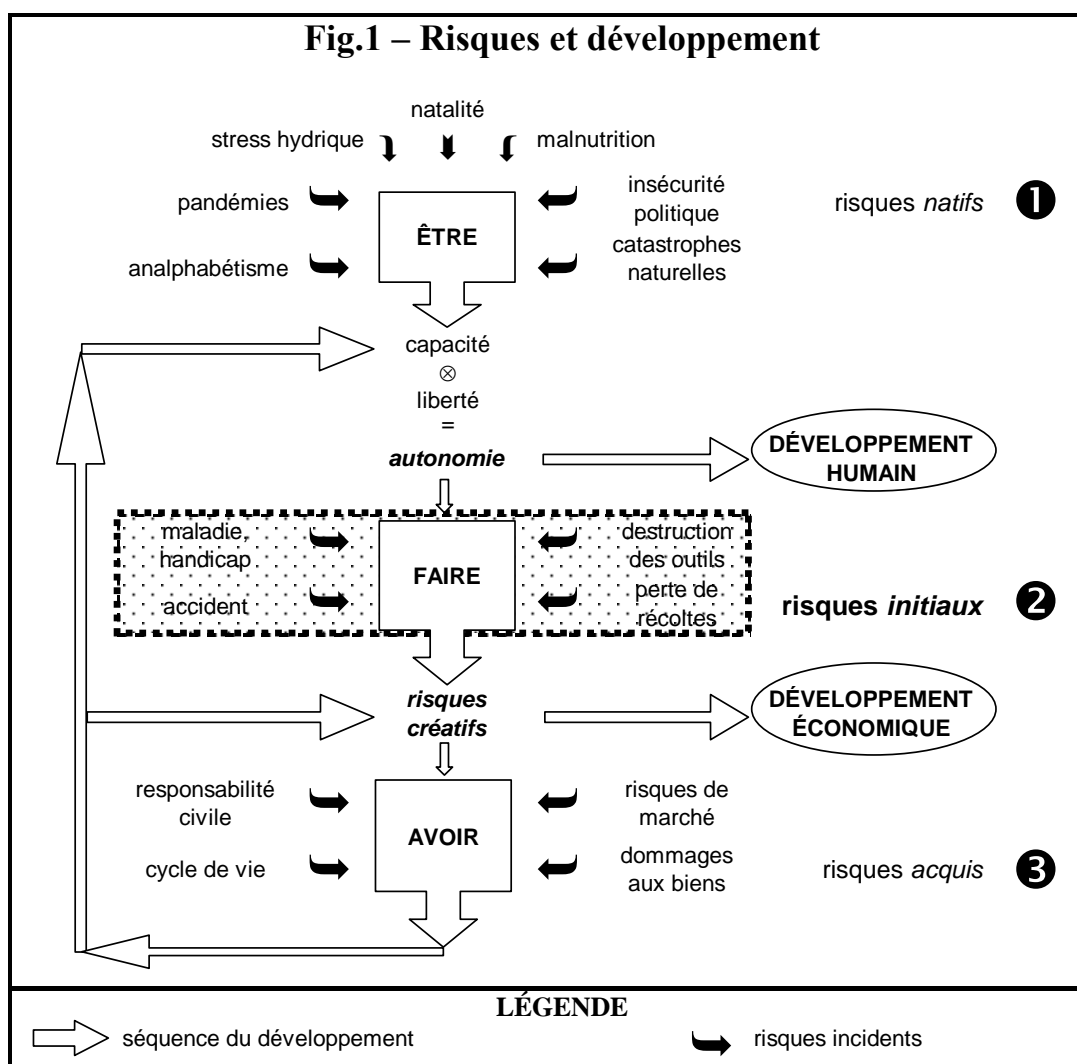 Fig.1 – Risques et développement
natalité
stress hydrique
malnutrition
pandémies
insécurité
politique
risques natifs
❶
ÊTRE
analphabétisme
catastrophes
naturelles
capacité
⊗
liberté
=
autonomie
DÉVELOPPEMENT
HUMAIN
maladie,
handicap
accident
FAIRE
destruction
des outils
perte de
récoltes
risques initiaux
❷
risques
créatifs
DÉVELOPPEMENT
ÉCONOMIQUE
responsabilité
civile
cycle de vie
AVOIR
risques de
marché
dommages
aux biens
risques acquis
❸
LÉGENDE
séquence du développement
risques incidents